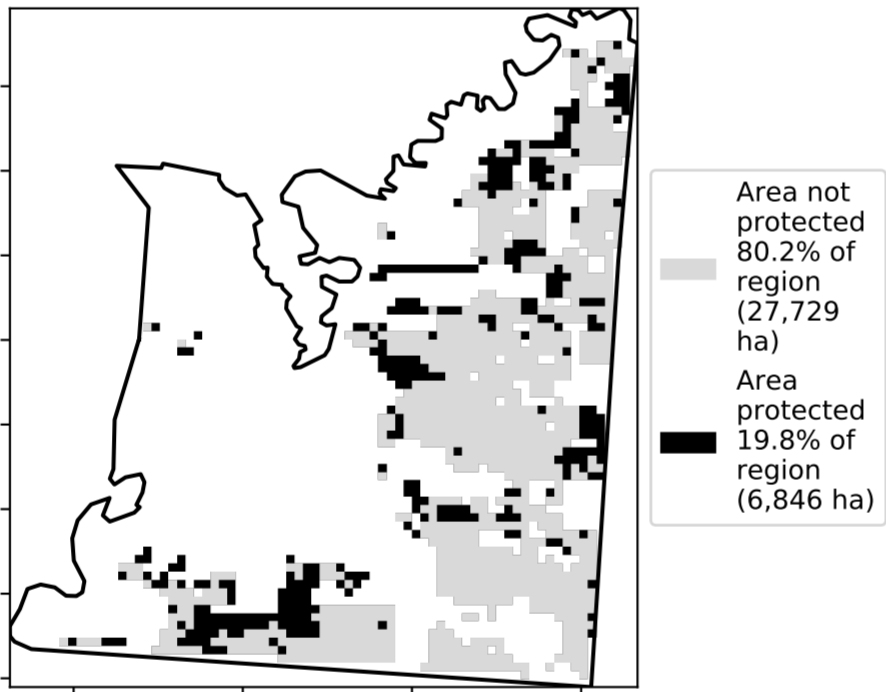 Area not
protected
80.2% of
region
(27,729
ha)
Area
protected
19.8% of
region
(6,846 ha)